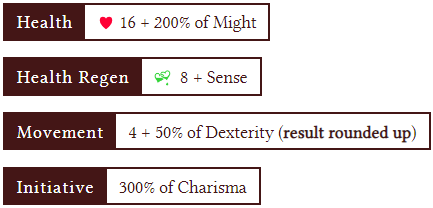 Health 16 + 200% of Might
Health Regen 8 + Sense
Movement 4 + 50% of Dexterity (result rounded up)
Initiative 300% of Charisma